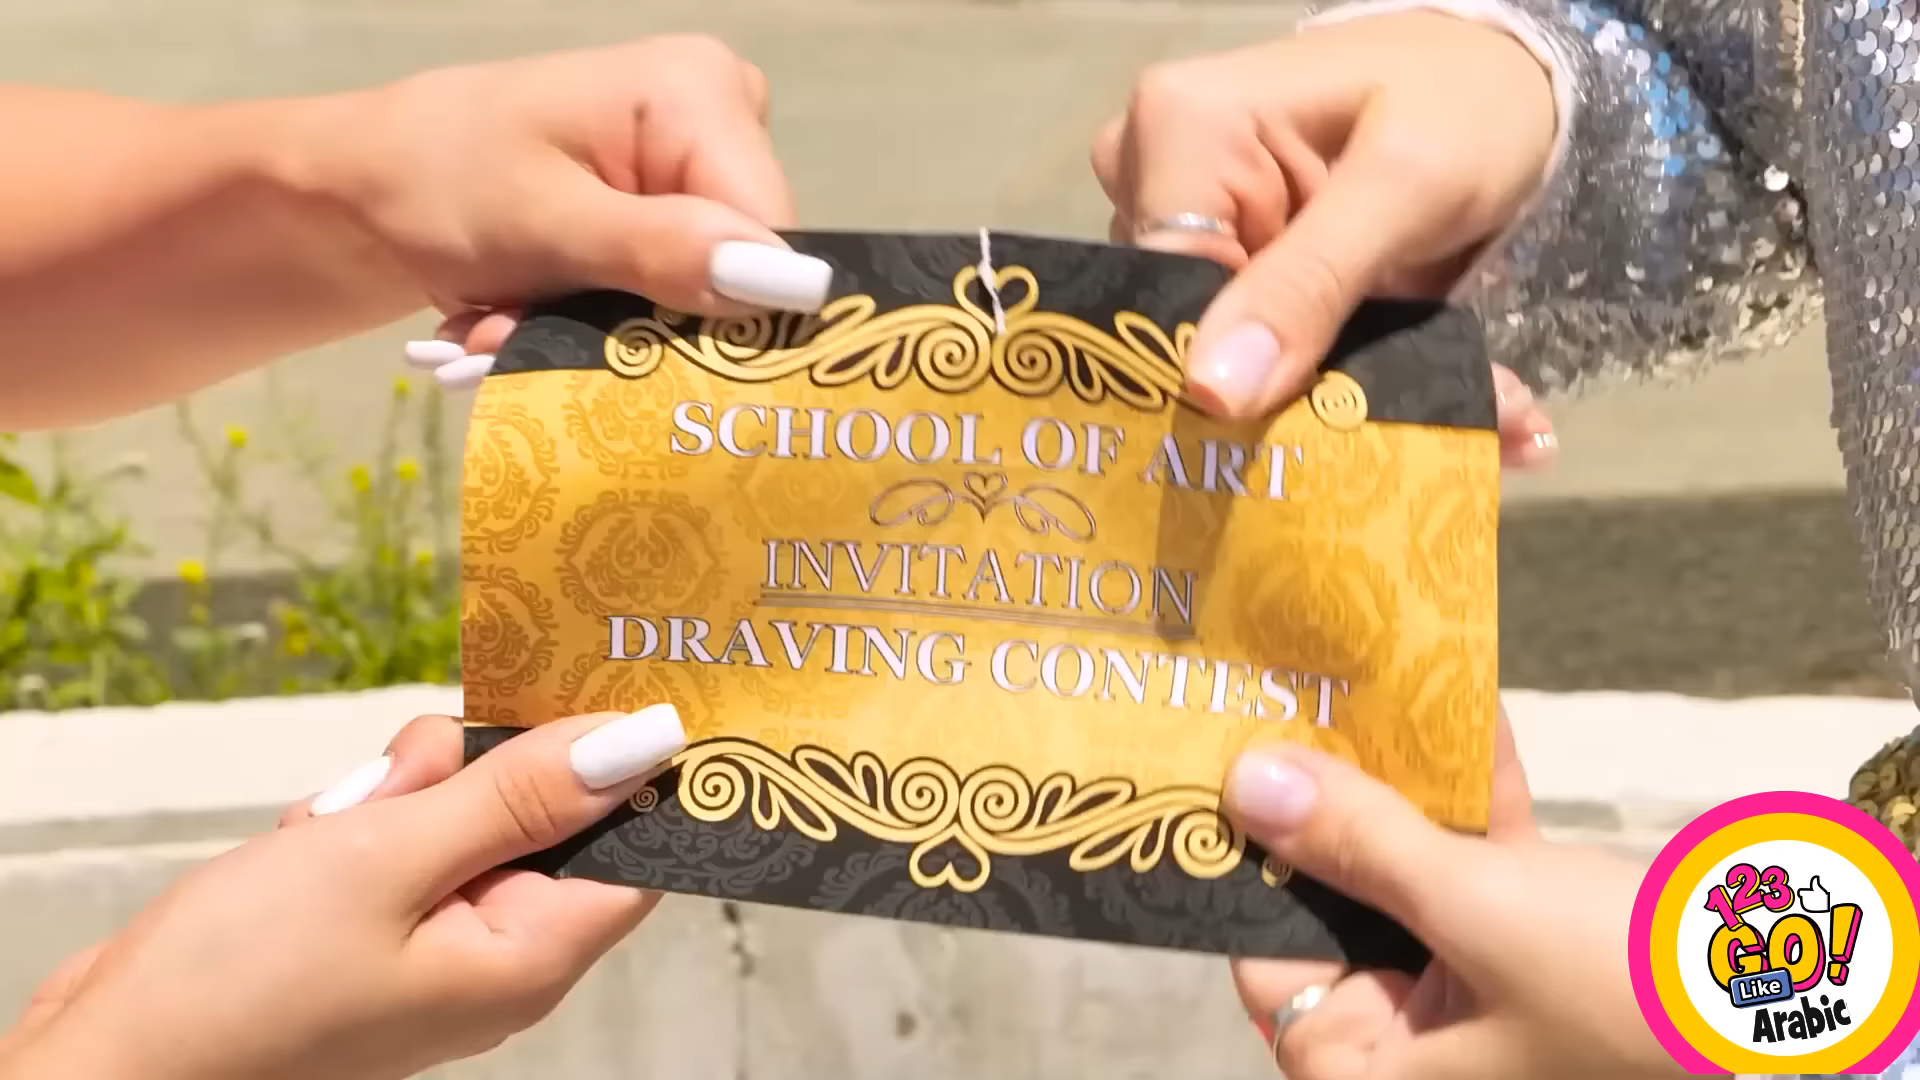 SCHOOL OF ART
INVITATION
DRAVING CONTEST
123
GO!
Like
Arabic